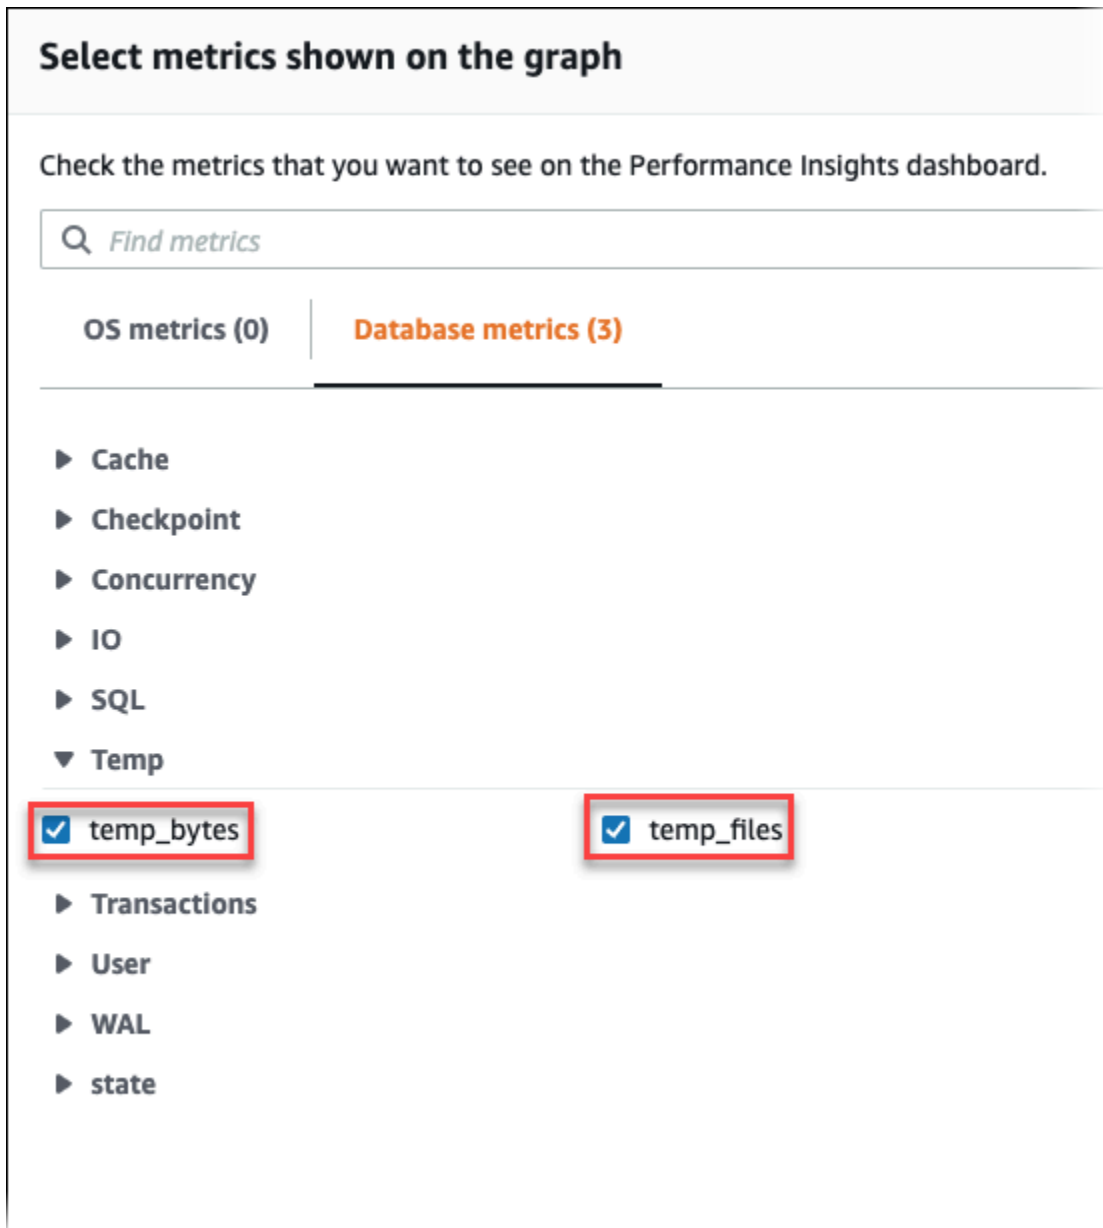 Select metrics shown on the graph
Check the metrics that you want to see on the Performance Insights dashboard.
Find metrics
OS metrics (0) Database metrics (3)
Cache
Checkpoint
Concurrency
IO
SQL
Temp
temp_bytes temp_files
Transactions
User
WAL
state